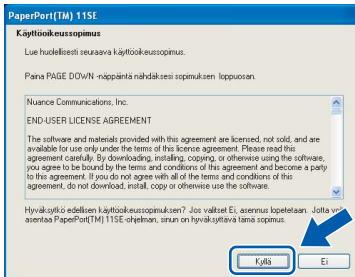 PaperPort(TM) 11SE
Käyttöoikeussopimus
Lue huolellisesti seuraava käyttöoikeussopimus.
Paina PAGE DOWN -näppäintä nähdäksesi sopimuksen loppuosan.
Nuance Communications, Inc.
END-USER LICENSE AGREEMENT
The software and materials provided with this agreement are licensed, not sold, and are
available for use only under the terms of this license agreement. Please read this
agreement carefully. By downloading, installing, copying, or otherwise using the software,
you agree to be bound by the terms and conditions of this agreement and become a party
to this agreement. If you do not agree with all of the terms and conditions of this
agreement, do not download, install, copy or otherwise use the software.
Hyväksytkö edellisen käyttöoikeussopimuksen? Jos valitset Ei, asennus lopetetaan. Jotta
asentaa PaperPort(TM) 11SE-ohjelman, sinun on hyväksyttävä tämä sopimus.
Kyllä
Ei